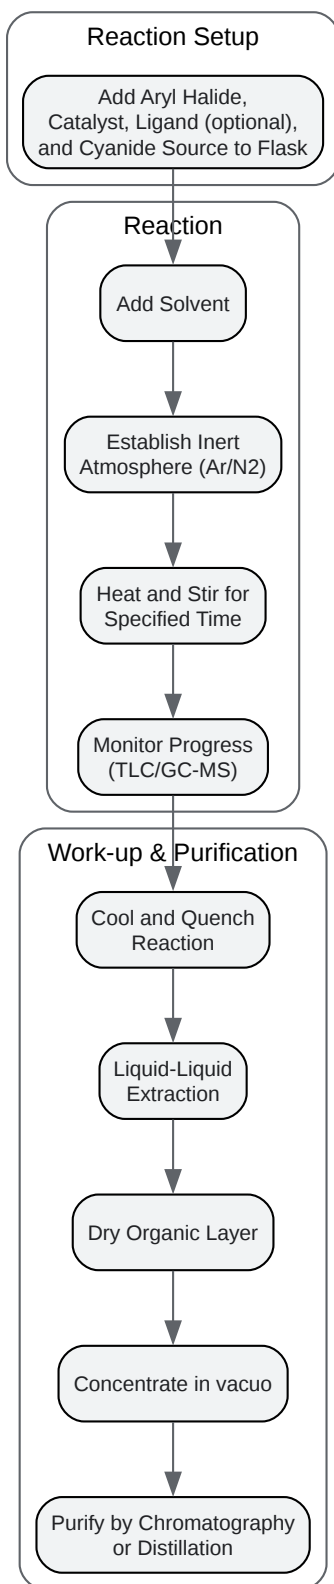 Reaction Setup
Add Aryl Halide,
Catalyst, Ligand (optional),
and Cyanide Source to Flask
Reaction
Add Solvent
Establish Inert
Atmosphere (Ar/N2)
Heat and Stir for
Specified Time
Monitor Progress
(TLC/GC-MS)
Work-up & Purification
Cool and Quench
Reaction
Liquid-Liquid
Extraction
Dry Organic Layer
Concentrate in vacuo
Purify by Chromatography
or Distillation